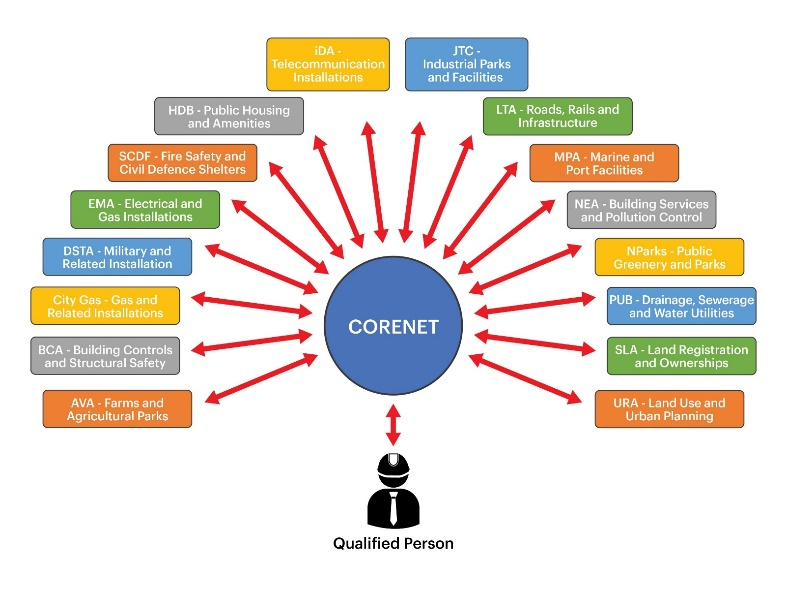 iDA -
Telecommunication
Installations
JTC -
Industrial Parks
and Facilities
HDB - Public Housing
and Amenities
LTA - Roads, Rails and
Infrastructure
SCDF - Fire Safety and
Civil Defence Shelters
MPA - Marine and
Port Facilities
EMA - Electrical and
Gas Installations
NEA - Building Services
and Pollution Control
DSTA - Military and
Related Installation
NParks - Public
Greenery and Parks
City Gas - Gas and
Related Installations
PUB - Drainage, Sewerage
and Water Utilities
CORENET
BCA - Building Controls
and Structural Safety
SLA - Land Registration
and Ownerships
AVA - Farms and
Agricultural Parks
URA - Land Use and
Urban Planning
Qualified Person